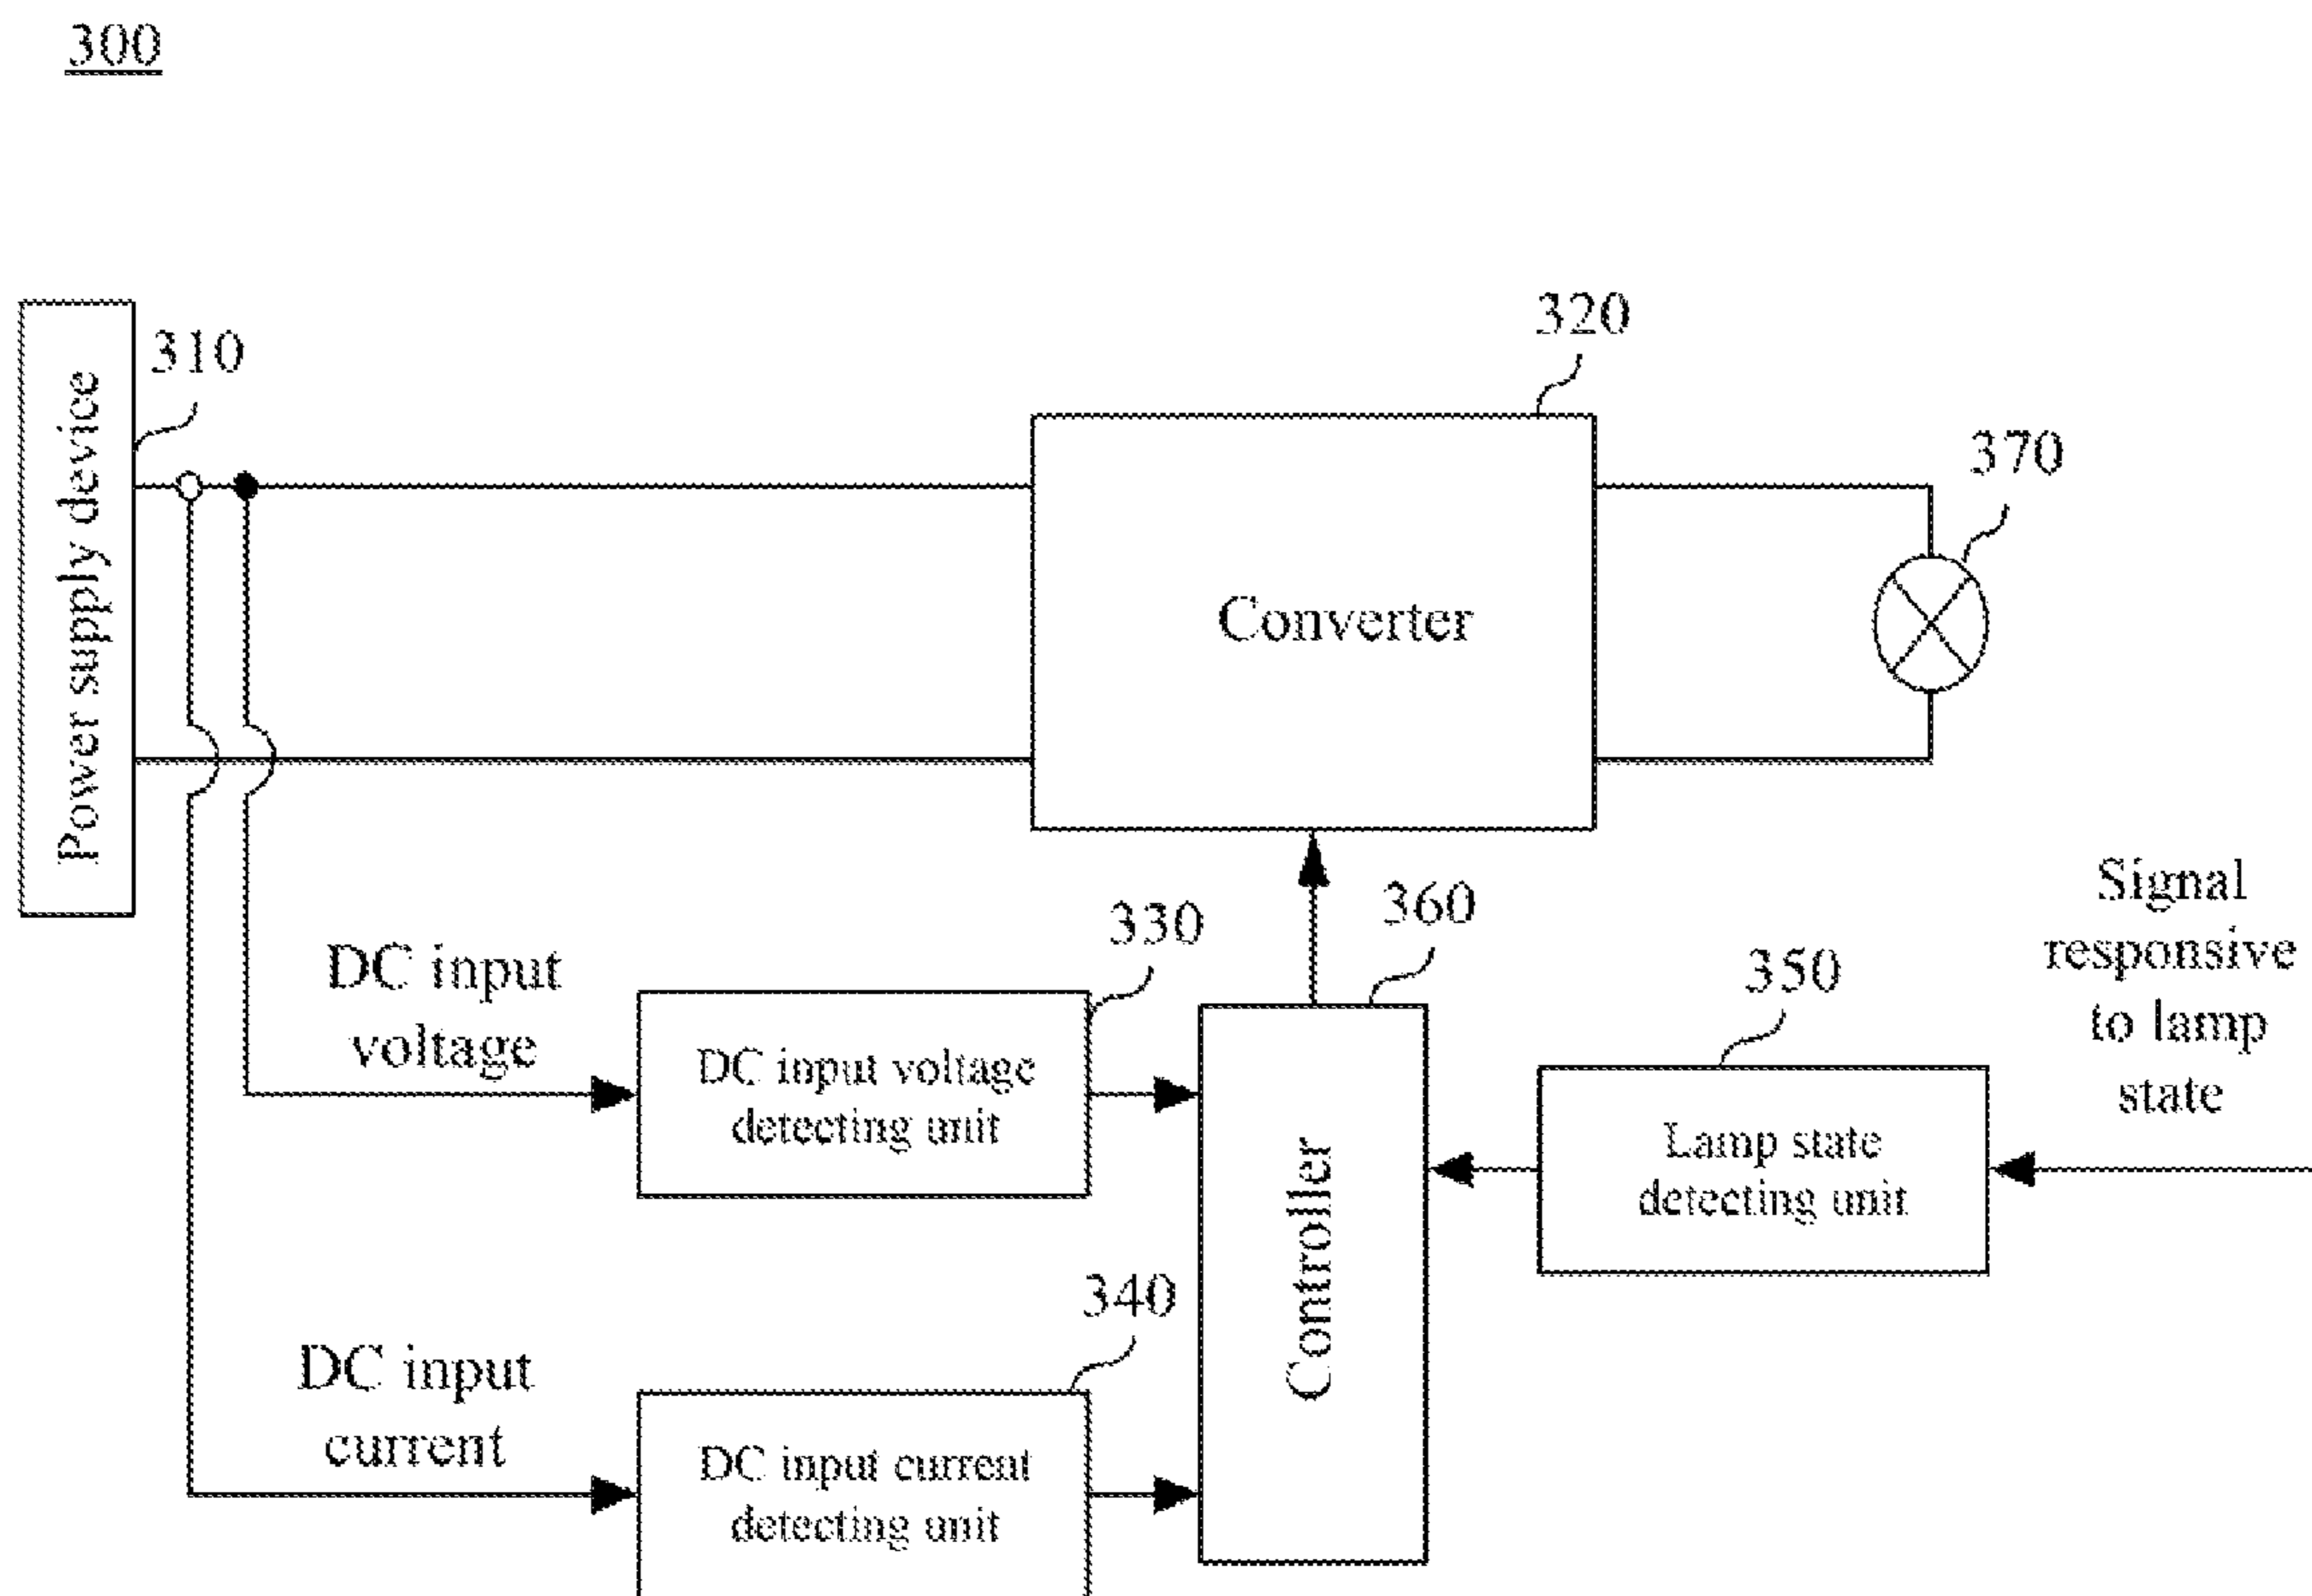 300
310
Power supply device
320
Converter
370
DC input
voltage
330
DC input voltage
detecting unit
360
Controller
350
Lamp state
detecting unit
Signal
responsive
to lamp
state
DC input
current
340
DC input current
detecting unit